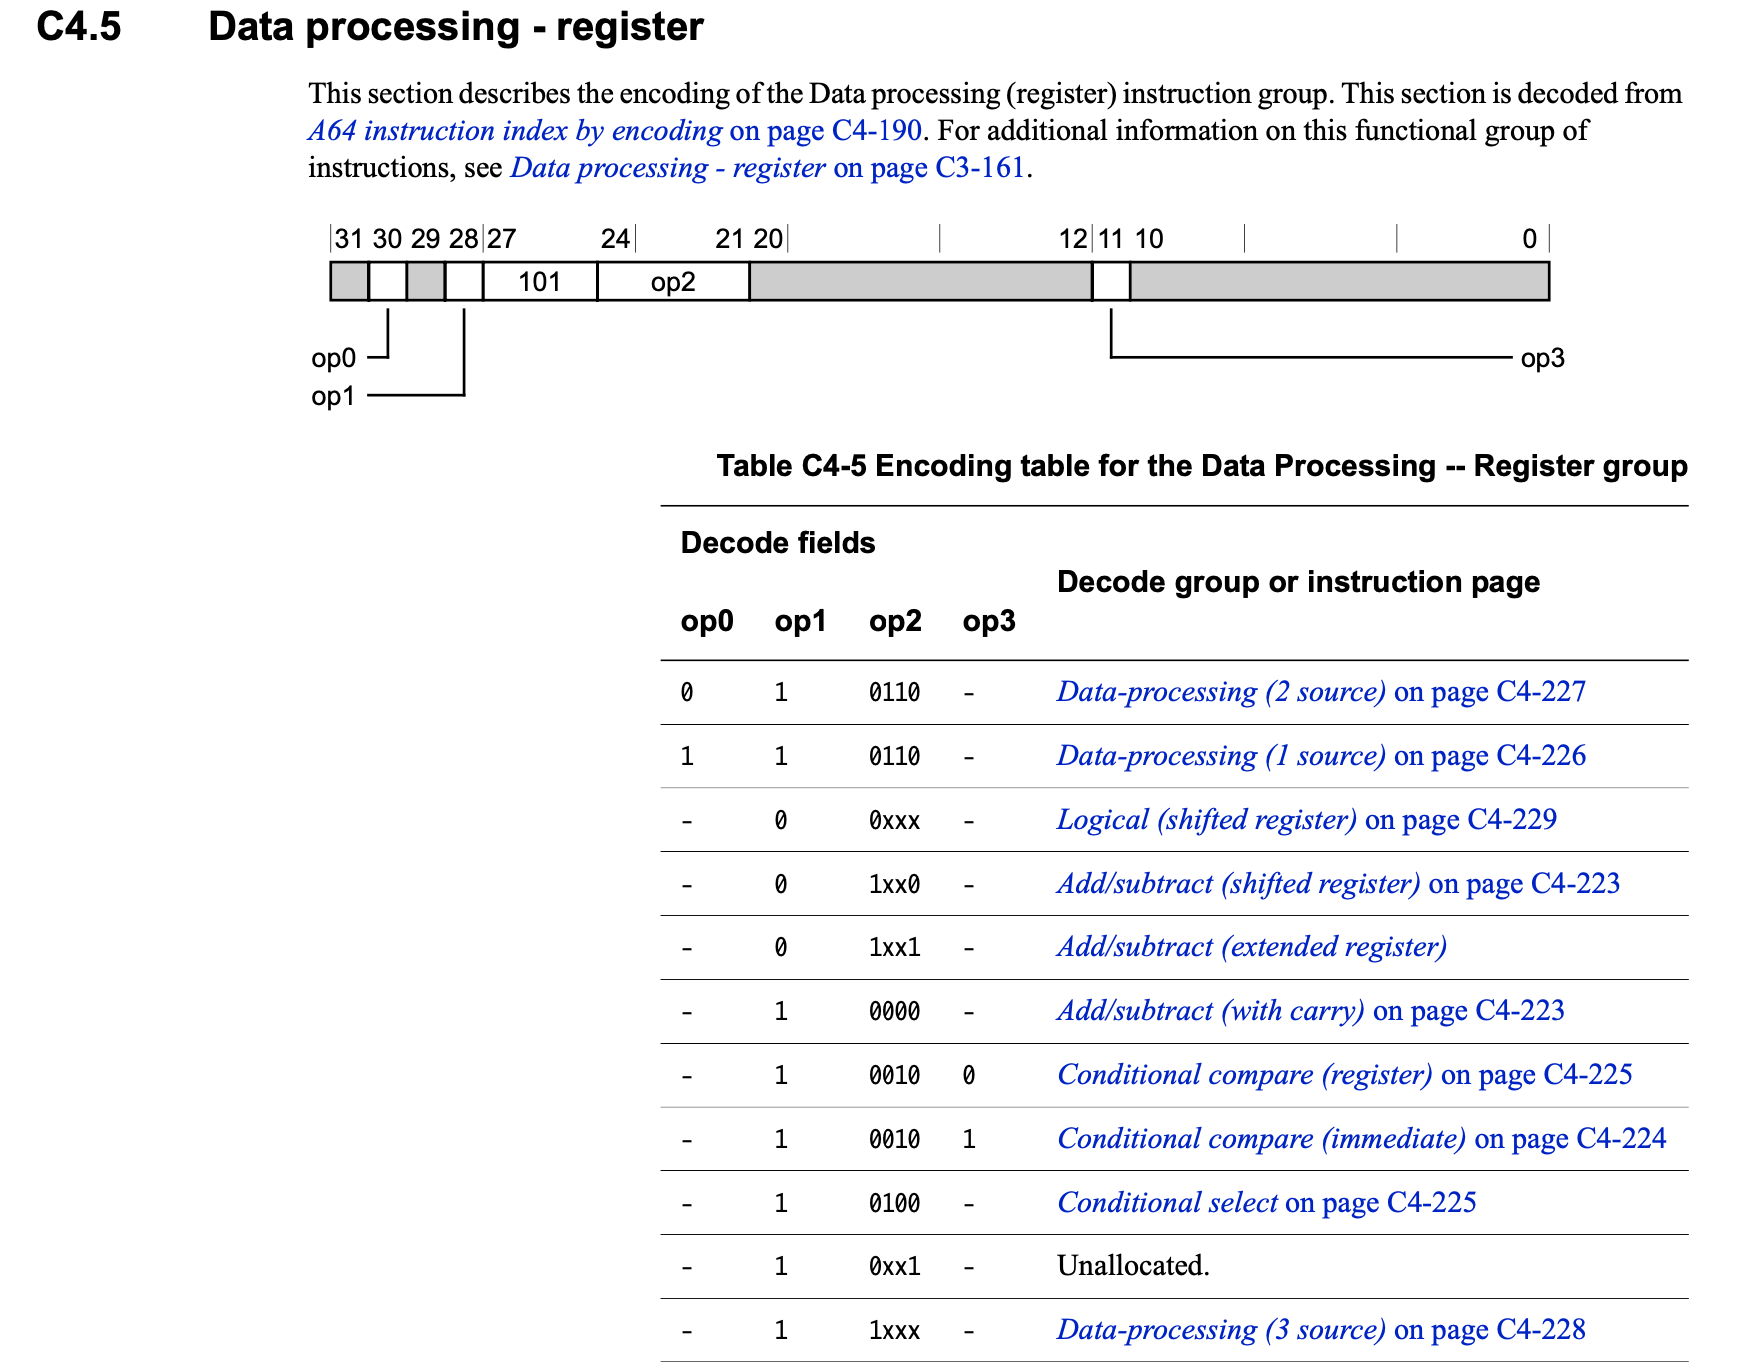 C4.5 Data processing - register
This section describes the encoding of the Data processing (register) instruction group. This section is decoded from
A64 instruction index by encoding on page C4-190. For additional information on this functional group of
instructions, see Data processing - register on page C3-161.
31 30 29 28 27 24 21 20 12 11 10 0
101 op2
op0 op3
op1
Table C4-5 Encoding table for the Data Processing -- Register group
Decode fields
Decode group or instruction page
op0 op1 op2 op3
0 1 0110 - Data-processing (2 source) on page C4-227
1 1 0110 - Data-processing (1 source) on page C4-226
- 0 0xxx - Logical (shifted register) on page C4-229
- 0 1xx0 - Add/subtract (shifted register) on page C4-223
- 0 1xx1 - Add/subtract (extended register)
- 1 0000 - Add/subtract (with carry) on page C4-223
- 1 0010 0 Conditional compare (register) on page C4-225
- 1 0010 1 Conditional compare (immediate) on page C4-224
- 1 0100 - Conditional select on page C4-225
- 1 0xx1 - Unallocated.
- 1 1xxx - Data-processing (3 source) on page C4-228